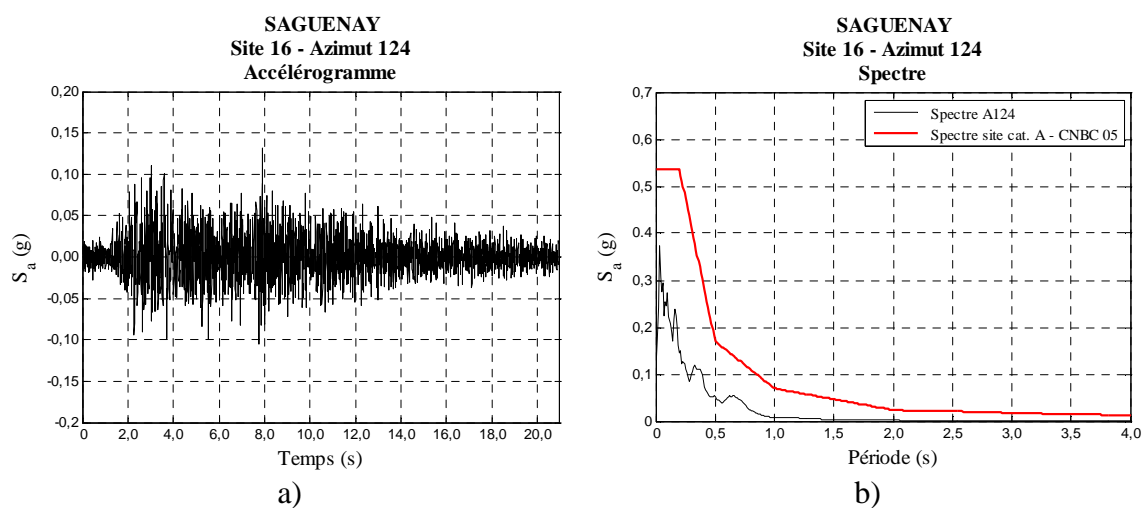 SAGUENAY
Site 16 - Azimut 124
Accélérogramme
0,20
0,15
0,10
0,05
0,00
-0,05
-0,10
-0,15
-0,2
S a (g)
0 2,0 4,0 6,0 8,0 10,0 12,0 14,0 16,0 18,0 20,0
Temps (s)
a)
SAGUENAY
Site 16 - Azimut 124
Spectre
0,7
0,6
0,5
0,4
0,3
0,2
0,1
0
S a (g)
Spectre A124
Spectre site cat. A - CNBC 05
0 0,5 1,0 1,5 2,0 2,5 3,0 3,5 4,0
Période (s)
b)